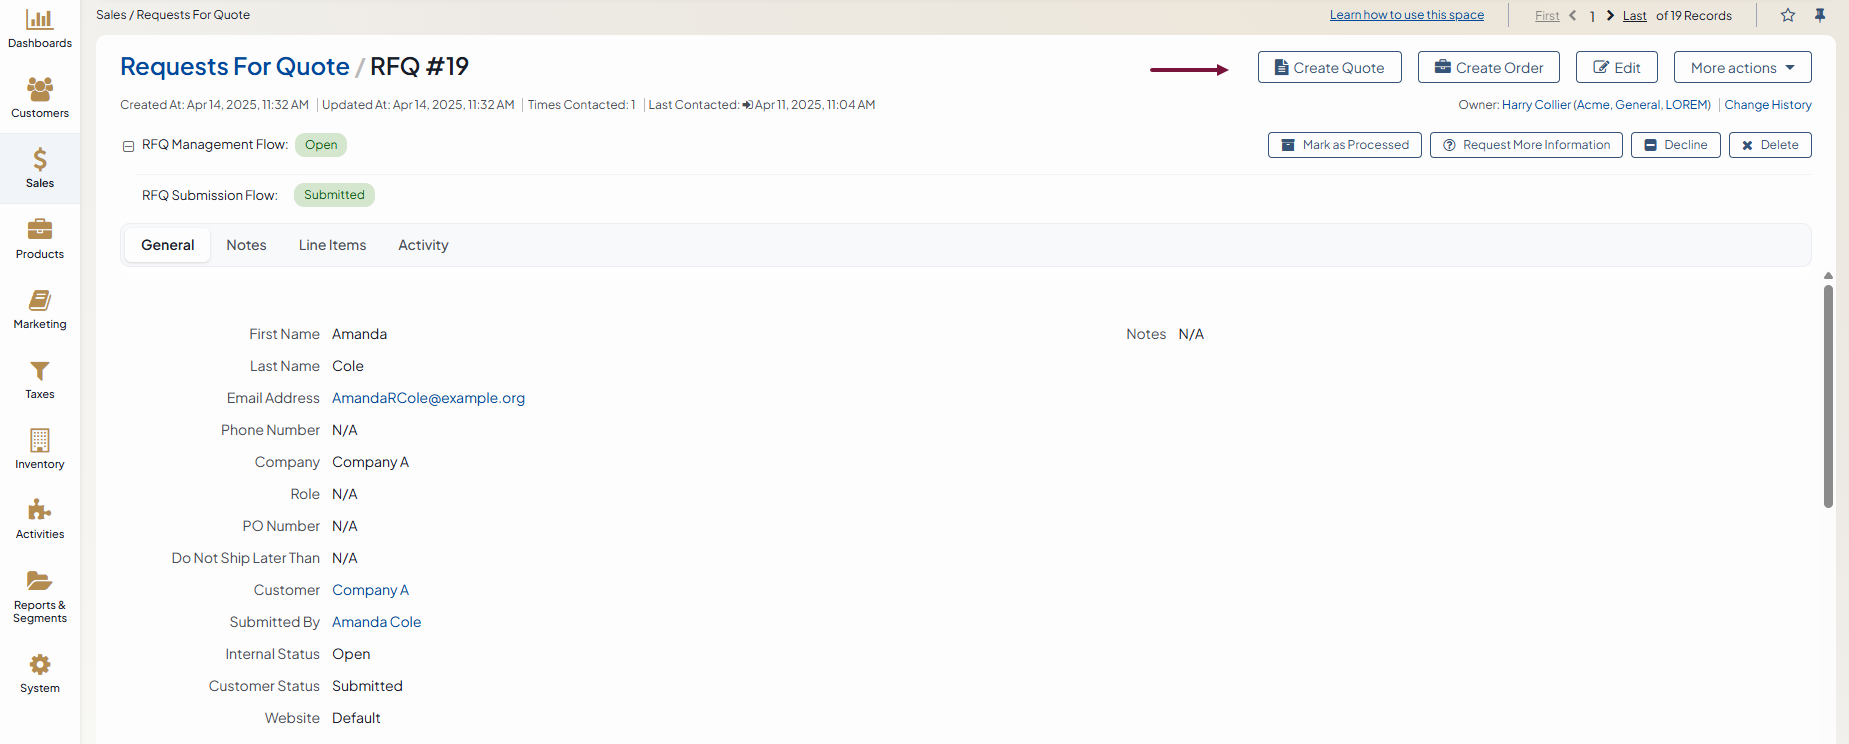 Sales / Requests For Quote
Learn how to use this space
First 1 Last of 19 Records
Dashboards
Customers
Sales
Products
Marketing
Taxes
Inventory
Activities
Reports &
Segments
System
Requests For Quote / RFQ #19
Create Quote
Create Order
Edit
More actions
Created At: Apr 14, 2025, 11:32 AM | Updated At: Apr 14, 2025, 11:32 AM | Times Contacted: 1 | Last Contacted: Apr 11, 2025, 11:04 AM
Owner: Harry Collier (Acme, General, LOREM) | Change History
RFQ Management Flow: Open
Mark as Processed
Request More Information
Decline
Delete
RFQ Submission Flow: Submitted
General Notes Line Items Activity
First Name Amanda
Last Name Cole
Email Address AmandaRCole@example.org
Phone Number N/A
Company Company A
Role N/A
PO Number N/A
Do Not Ship Later Than N/A
Customer Company A
Submitted By Amanda Cole
Internal Status Open
Customer Status Submitted
Website Default
Notes N/A